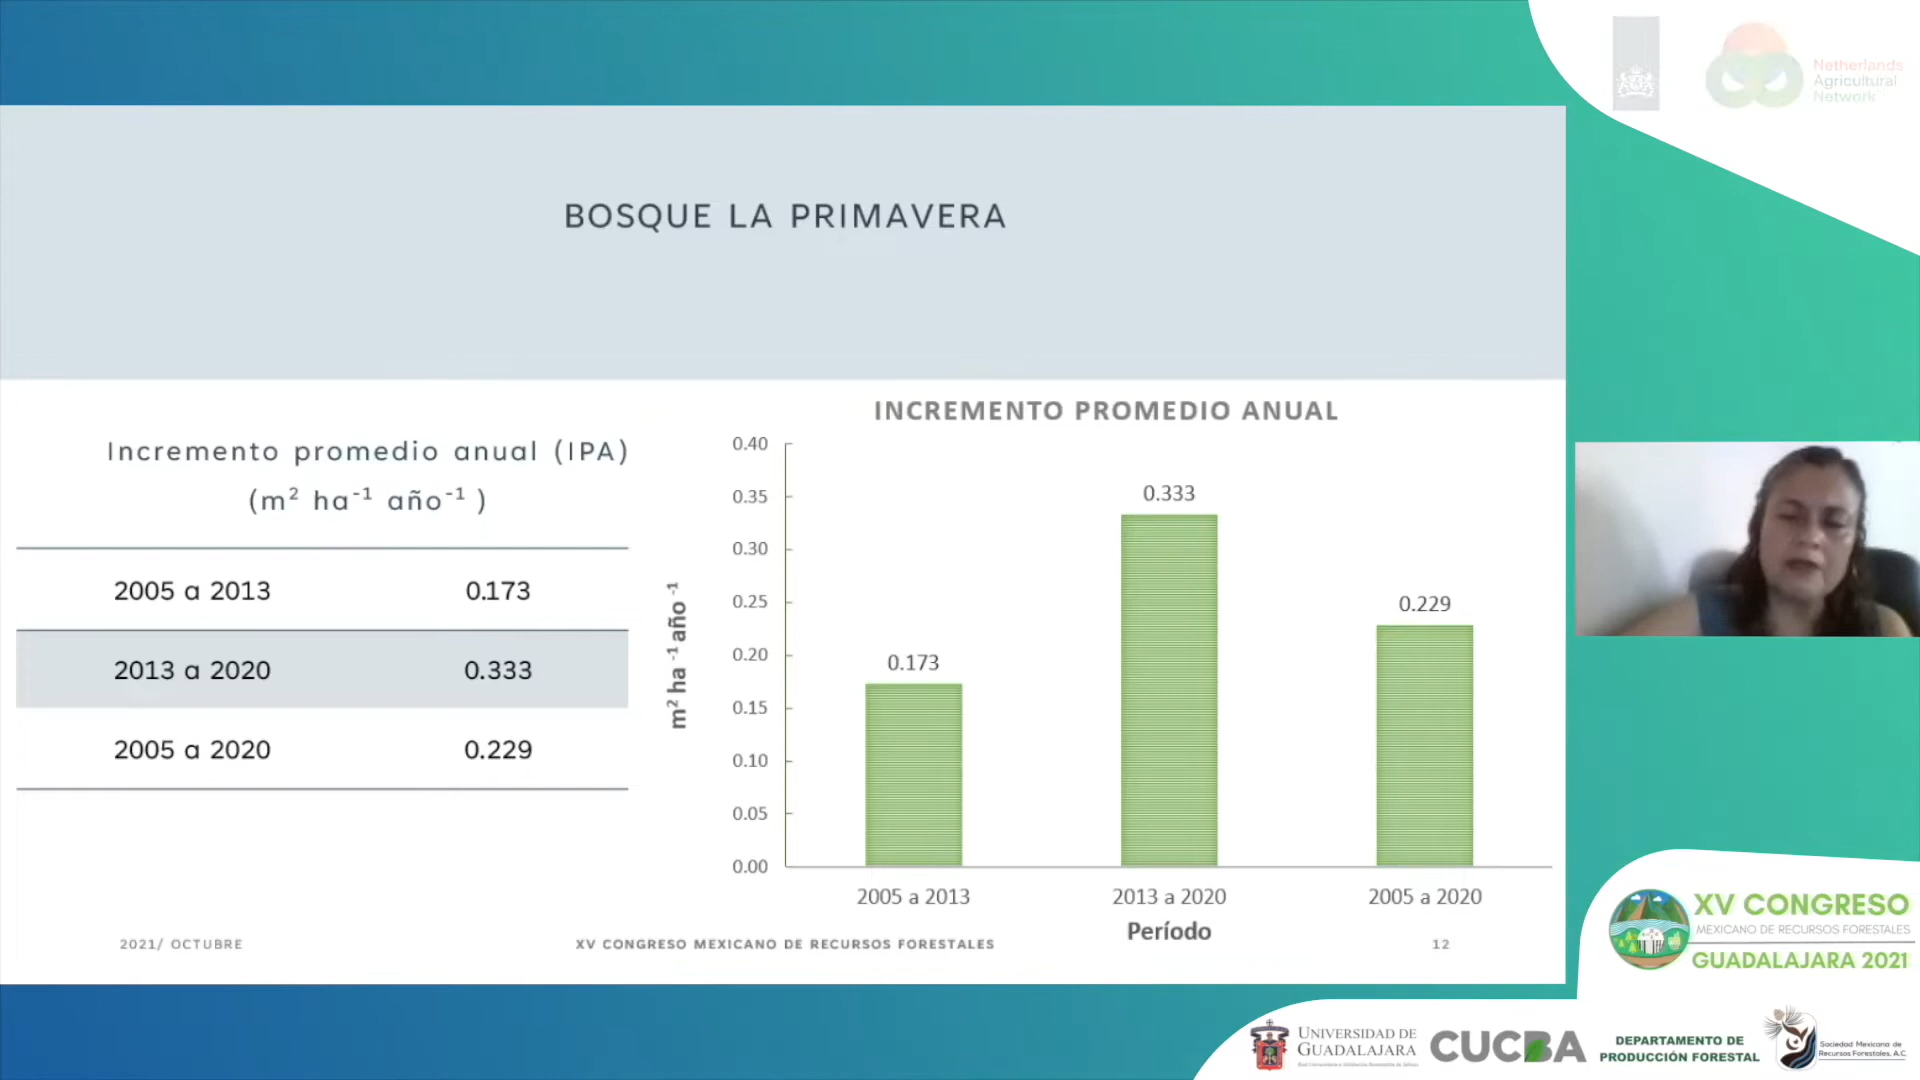 Netherlands
Agricultural
Network
BOSQUE LA PRIMAVERA
Incremento promedio anual (IPA)
(m² ha⁻¹ año⁻¹ )
2005 a 2013 0.173
2013 a 2020 0.333
2005 a 2020 0.229
INCREMENTO PROMEDIO ANUAL
0.40
0.35
0.30
0.25
0.20
0.15
0.10
0.05
0.00
m² ha ⁻¹ año ⁻¹
0.173
0.333
0.229
2005 a 2013
2013 a 2020
2005 a 2020
Período
2021/ OCTUBRE
XV CONGRESO MEXICANO DE RECURSOS FORESTALES
12
XV CONGRESO
MEXICANO DE RECURSOS FORESTALES
GUADALAJARA 2021
UNIVERSIDAD DE
GUADALAJARA
CUCBA
DEPARTAMENTO DE
PRODUCCIÓN FORESTAL
Sociedad Mexicana de
Recursos Forestales, A.C.